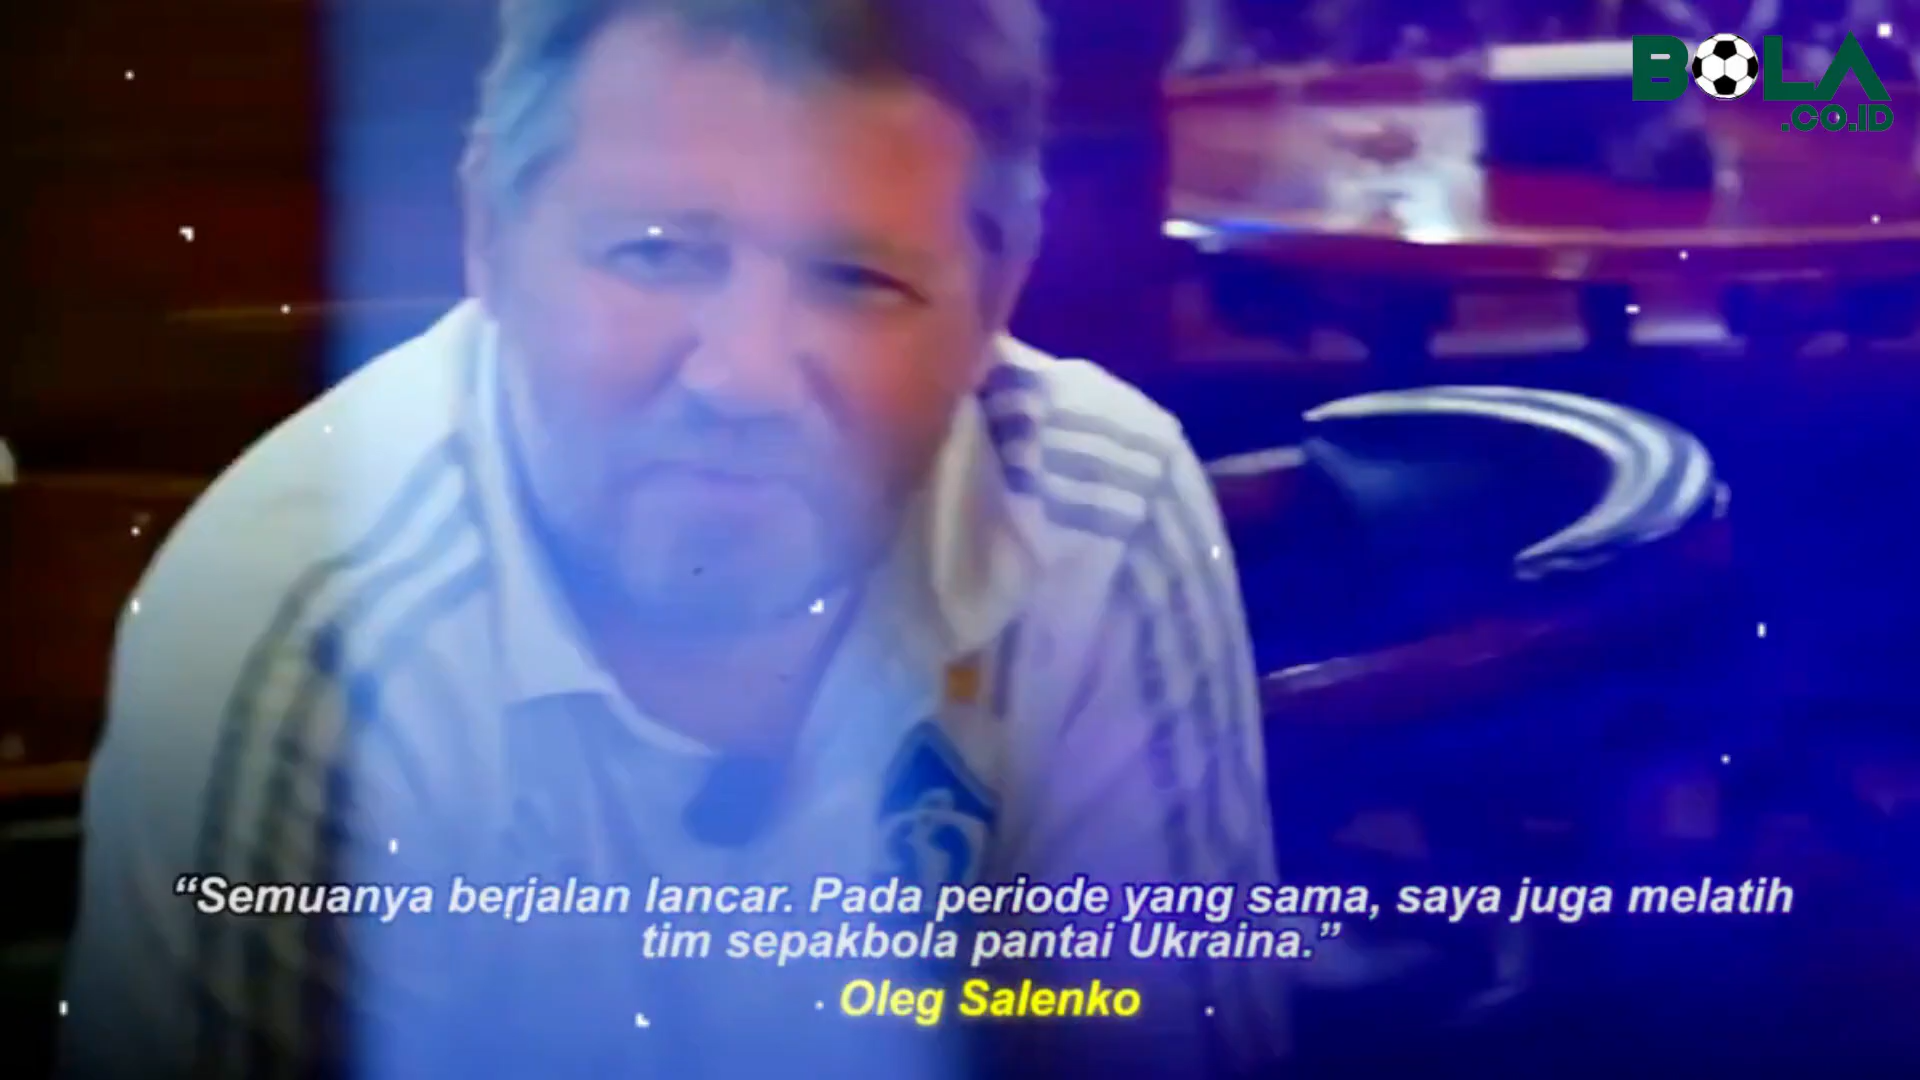 BOLA
.CO.ID
“Semuanya berjalan lancar. Pada periode yang sama, saya juga melatih
tim sepakbola pantai Ukraina.”
Oleg Salenko